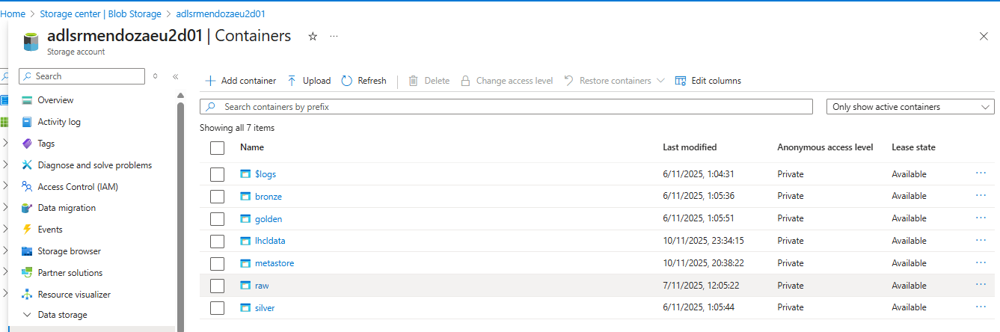 Home > Storage center | Blob Storage > adlsrmendozaeu2d01
adlsrmendozaeu2d01 | Containers ☆ ...
Storage account
Search
Add container Upload Refresh Delete Change access level Restore containers Edit columns
Overview
Activity log
Tags
Diagnose and solve problems
Access Control (IAM)
Data migration
Events
Storage browser
Partner solutions
Resource visualizer
Data storage
Search containers by prefix Only show active containers
Showing all 7 items
Name Last modified Anonymous access level Lease state
$logs 6/11/2025, 1:04:31 Private Available ...
bronze 6/11/2025, 1:05:36 Private Available ...
golden 6/11/2025, 1:05:51 Private Available ...
lhcldata 10/11/2025, 23:34:15 Private Available ...
metastore 10/11/2025, 20:38:22 Private Available ...
raw 7/11/2025, 12:05:22 Private Available ...
silver 6/11/2025, 1:05:44 Private Available ...